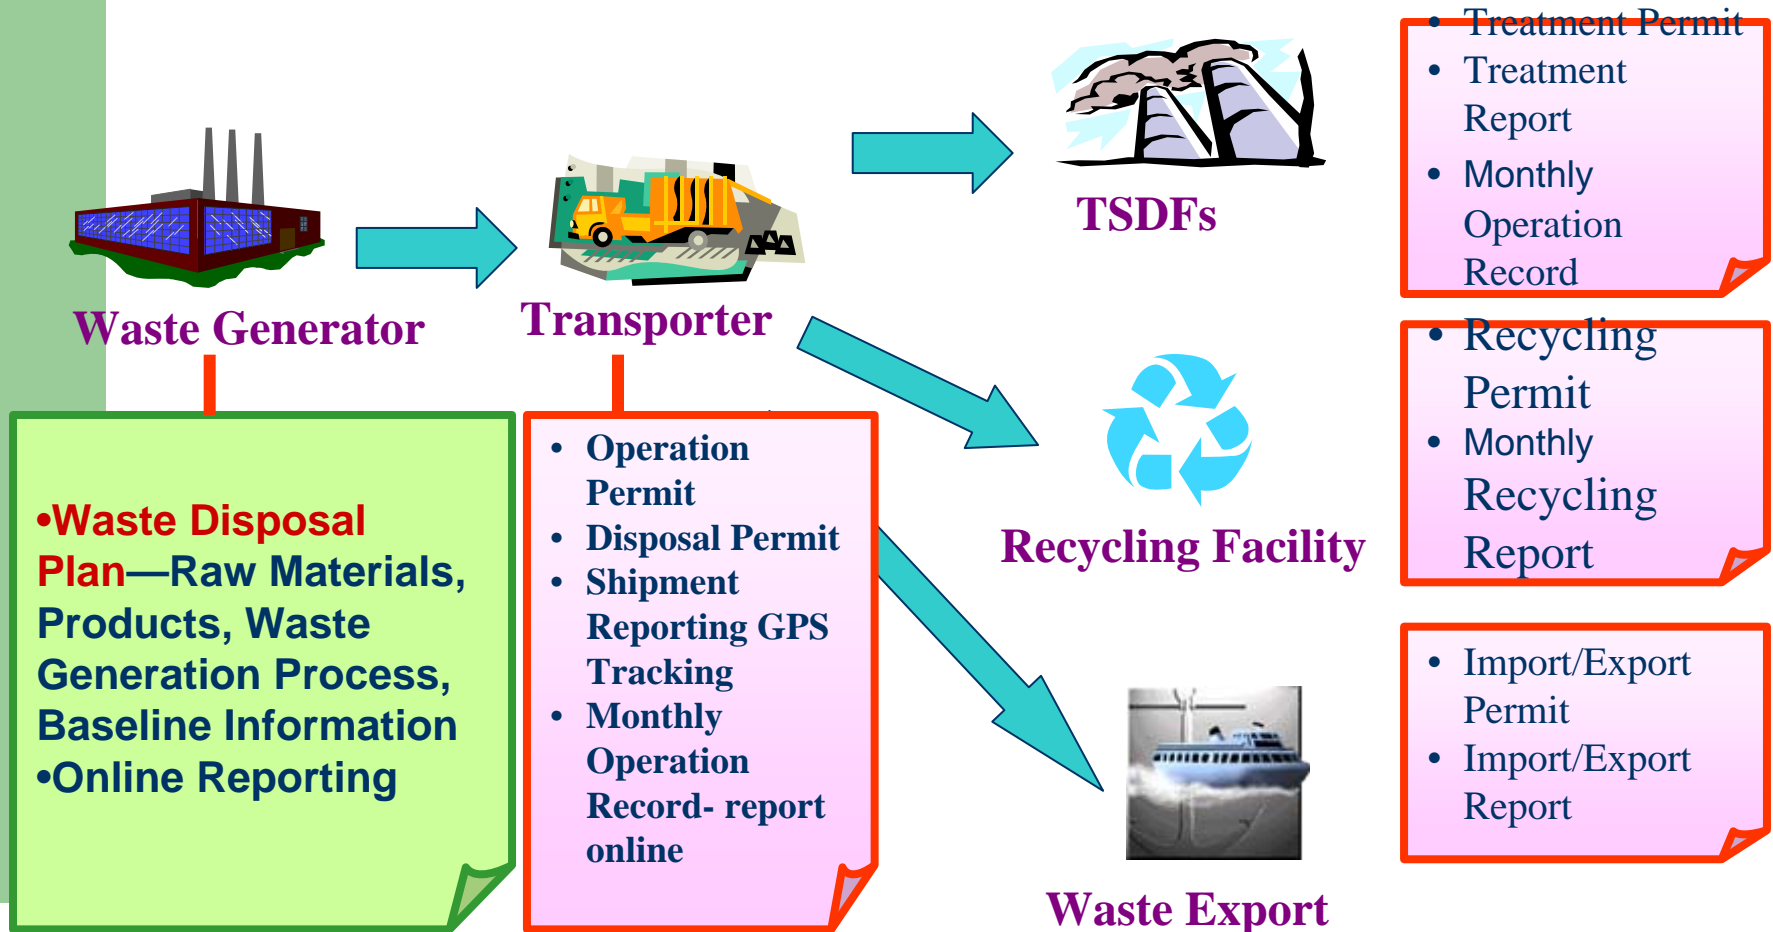 Waste Generator
•Waste Disposal
Plan—Raw Materials,
Products, Waste
Generation Process,
Baseline Information
•Online Reporting
Transporter
• Operation
Permit
• Disposal Permit
• Shipment
Reporting GPS
Tracking
• Monthly
Operation
Record- report
online
TSDFs
• Treatment Permit
• Treatment
Report
• Monthly
Operation
Record
Recycling Facility
• Recycling
Permit
• Monthly
Recycling
Report
Waste Export
• Import/Export
Permit
• Import/Export
Report